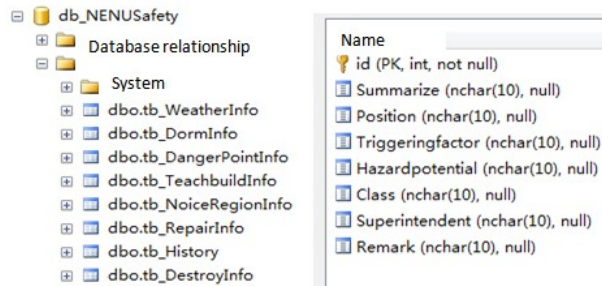 db_NENUSafety
Database relationship
System
dbo.tb_WeatherInfo
dbo.tb_DormInfo
dbo.tb_DangerPointInfo
dbo.tb_TeachbuildInfo
dbo.tb_NoiceRegionInfo
dbo.tb_RepairInfo
dbo.tb_History
dbo.tb_DestroyInfo
Name
id (PK, int, not null)
Summarize (nchar(10), null)
Position (nchar(10), null)
Triggeringfactor (nchar(10), null)
Hazardpotential (nchar(10), null)
Class (nchar(10), null)
Superintendent (nchar(10), null)
Remark (nchar(10), null)